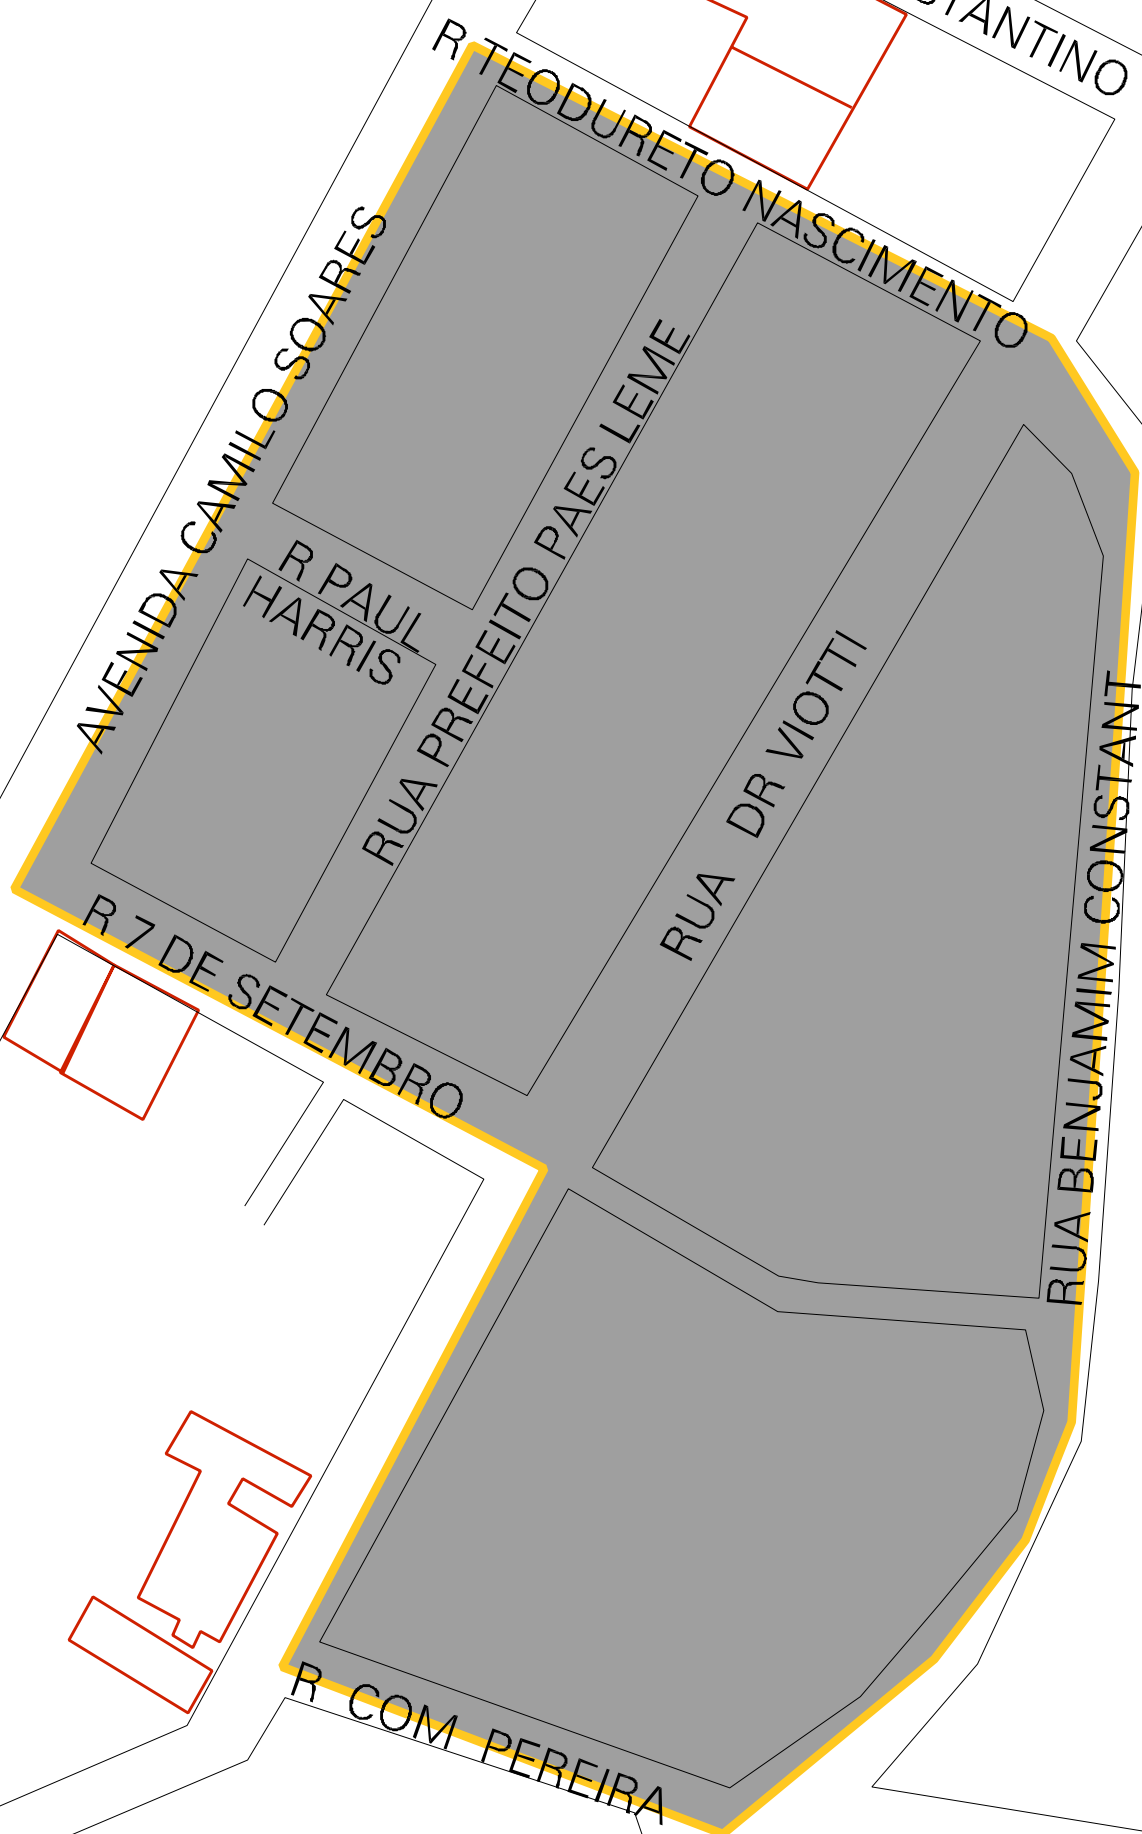 STANTINO
R TEODURETO NASCIMENTO
AVENIDA CAMILO SOARES
R PAUL
HARRIS
RUA PREFEITO PAES LEME
RUA DR VIOTTI
RUA BENJAMIM CONSTANT
R 7 DE SETEMBRO
R COM PEREIRA